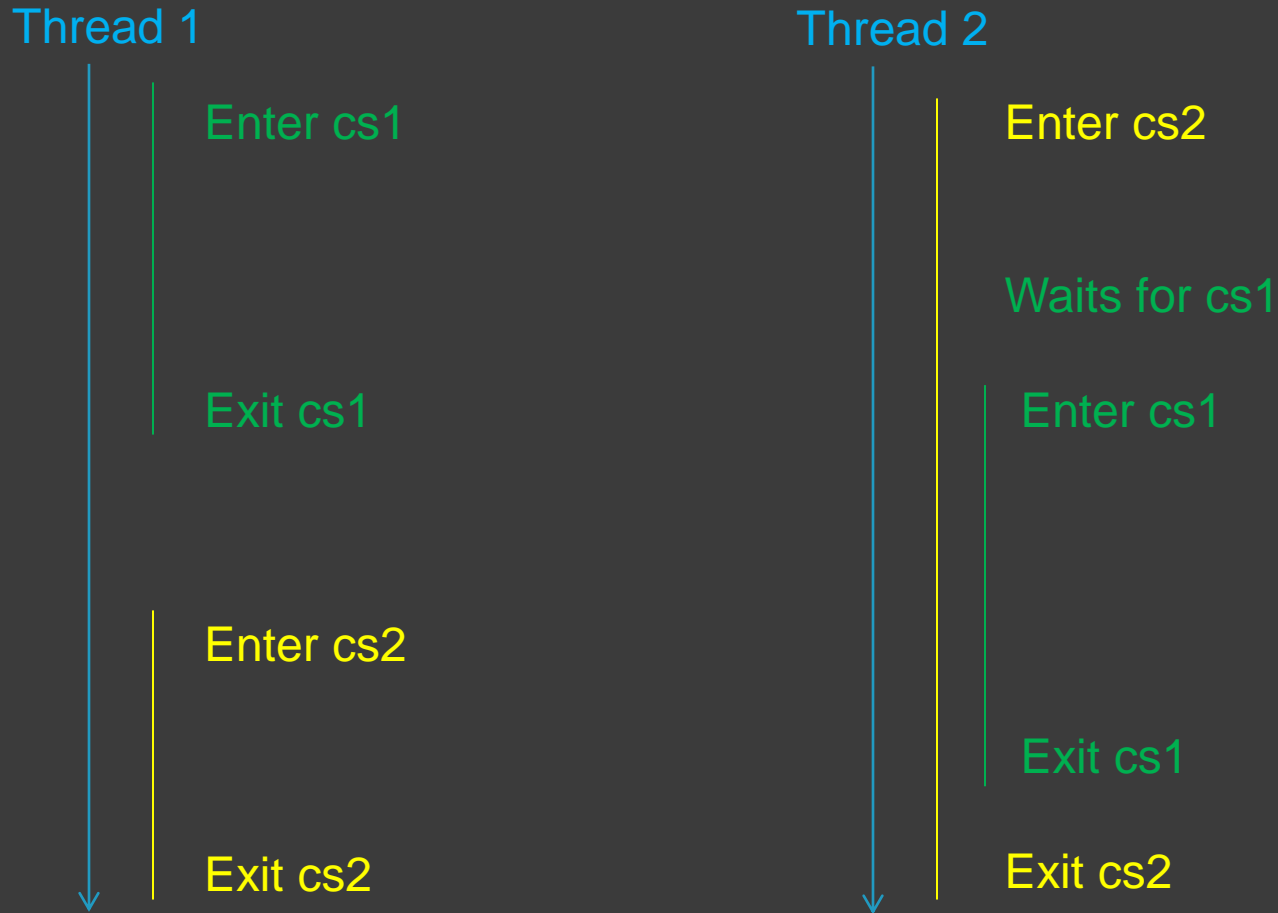 Thread 1
Enter cs1
Exit cs1
Enter cs2
Exit cs2
Thread 2
Enter cs2
Waits for cs1
Enter cs1
Exit cs1
Exit cs2